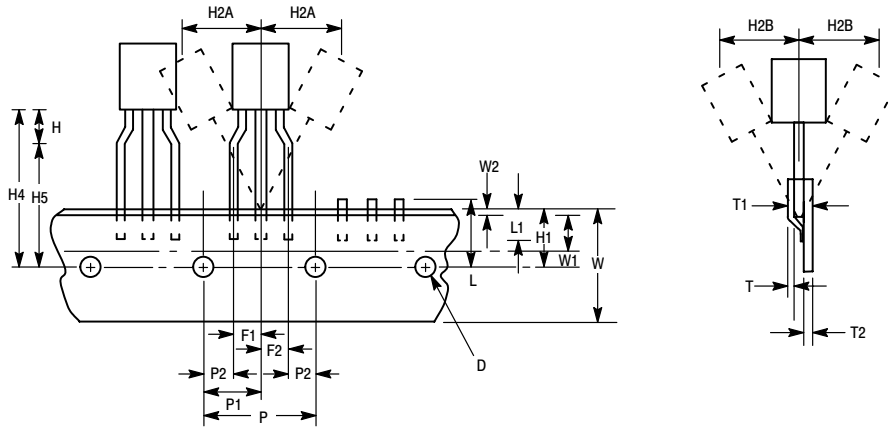 H2A H2A
H2B H2B
H
H4 H5
W2
L1 H1
W1 W
L
T1
T
T2
F1
F2
P2 P2
D
P1
P